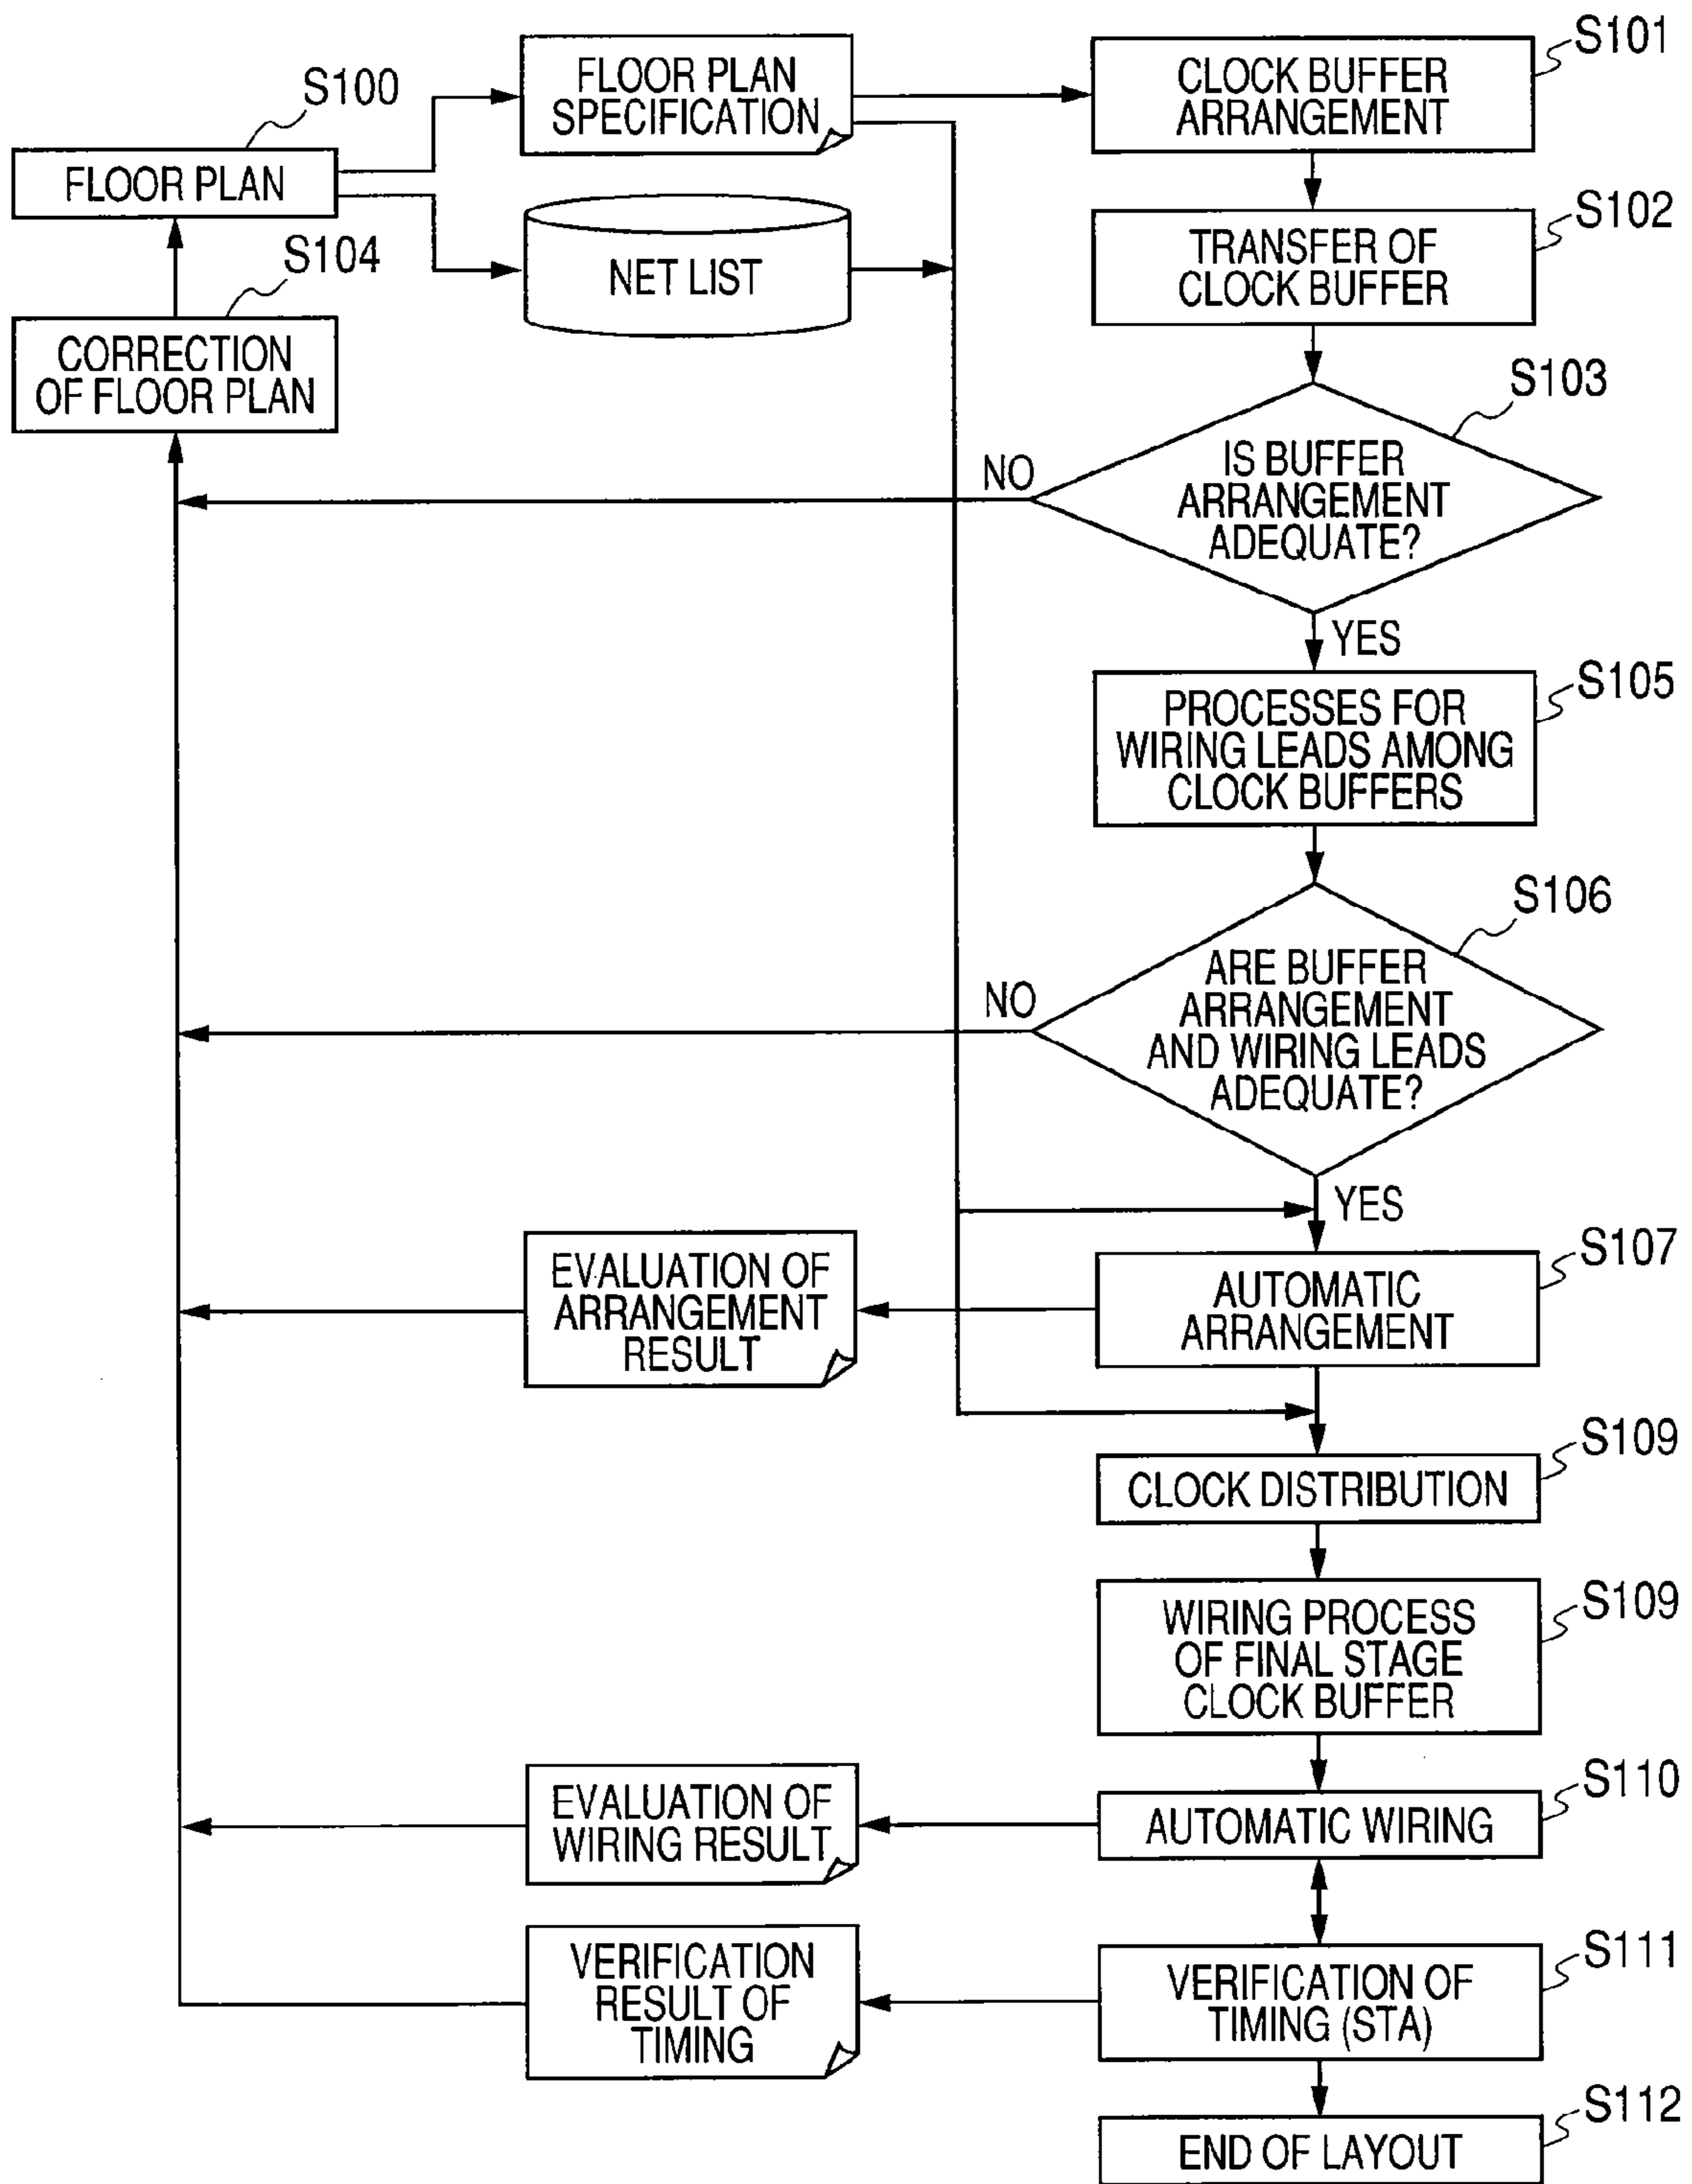 S100
FLOOR PLAN
FLOOR PLAN
SPECIFICATION
S101
CLOCK BUFFER
ARRANGEMENT
S102
TRANSFER OF
CLOCK BUFFER
NET LIST
S104
CORRECTION
OF FLOOR PLAN
S103
IS BUFFER
ARRANGEMENT
ADEQUATE?
NO
YES
S105
PROCESSES FOR
WIRING LEADS AMONG
CLOCK BUFFERS
S106
ARE BUFFER
ARRANGEMENT
AND WIRING LEADS
ADEQUATE?
NO
YES
S107
AUTOMATIC
ARRANGEMENT
EVALUATION OF
ARRANGEMENT
RESULT
S109
CLOCK DISTRIBUTION
S109
WIRING PROCESS
OF FINAL STAGE
CLOCK BUFFER
S110
AUTOMATIC WIRING
EVALUATION OF
WIRING RESULT
S111
VERIFICATION OF
TIMING (STA)
VERIFICATION
RESULT OF
TIMING
S112
END OF LAYOUT